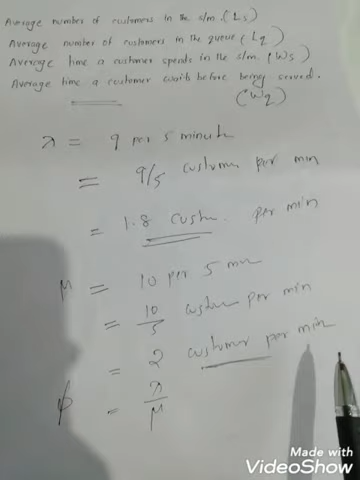 Average number of customers in the s/m. (Ls)
Average number of customers in the queue (Lq)
Average time a customer spends in the s/m. (Ws)
Average time a customer waits before being served.
(Wq)
λ = 9 per 5 minute
= 9/5 customer per min
= 1.8 custo. per min
μ = 10 per 5 min
= 10/5 customer per min
= 2 customer per min
ϕ = λ/μ
Made with
VideoShow